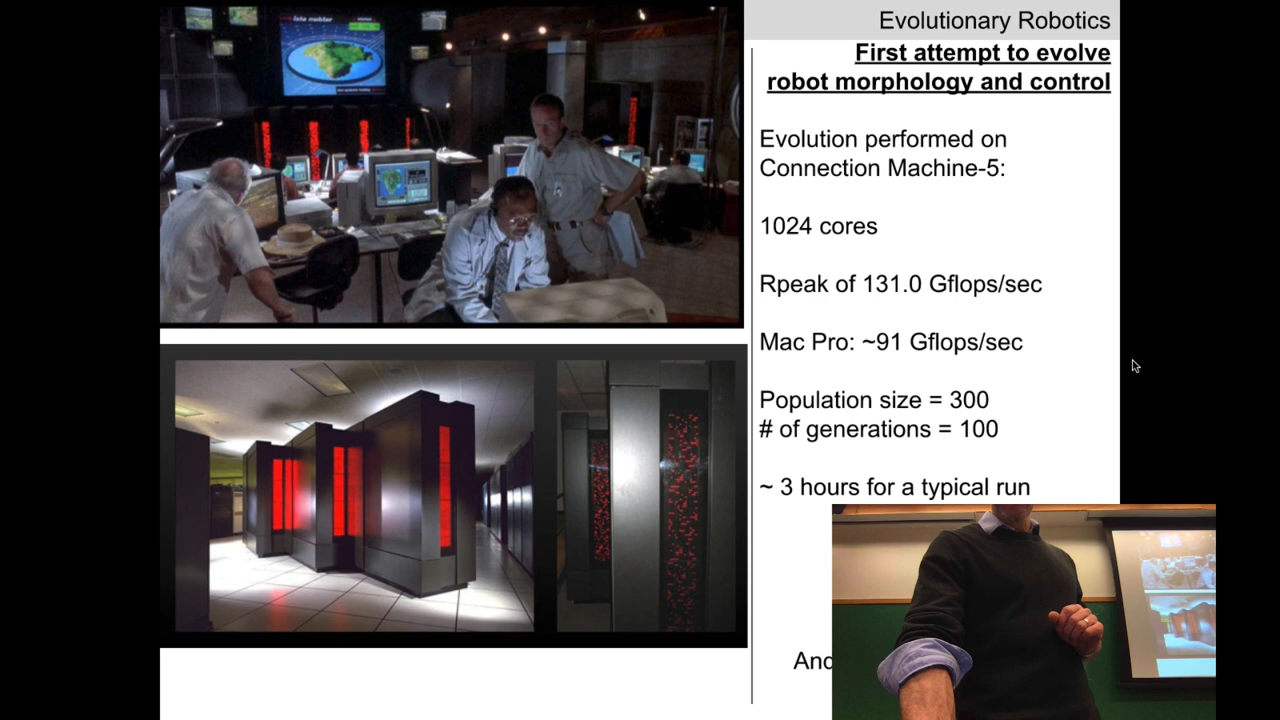 Evolutionary Robotics
First attempt to evolve
robot morphology and control
Evolution performed on
Connection Machine-5:
1024 cores
Rpeak of 131.0 Gflops/sec
Mac Pro: ~91 Gflops/sec
Population size = 300
# of generations = 100
~ 3 hours for a typical run